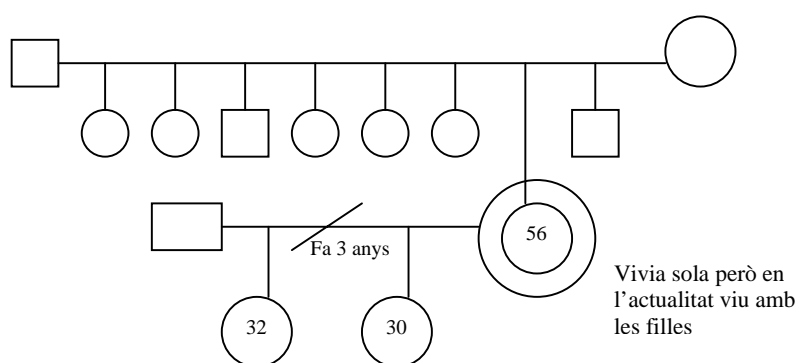 56
Fa 3 anys
Vivia sola però en
l'actualitat viu amb
les filles
32
30